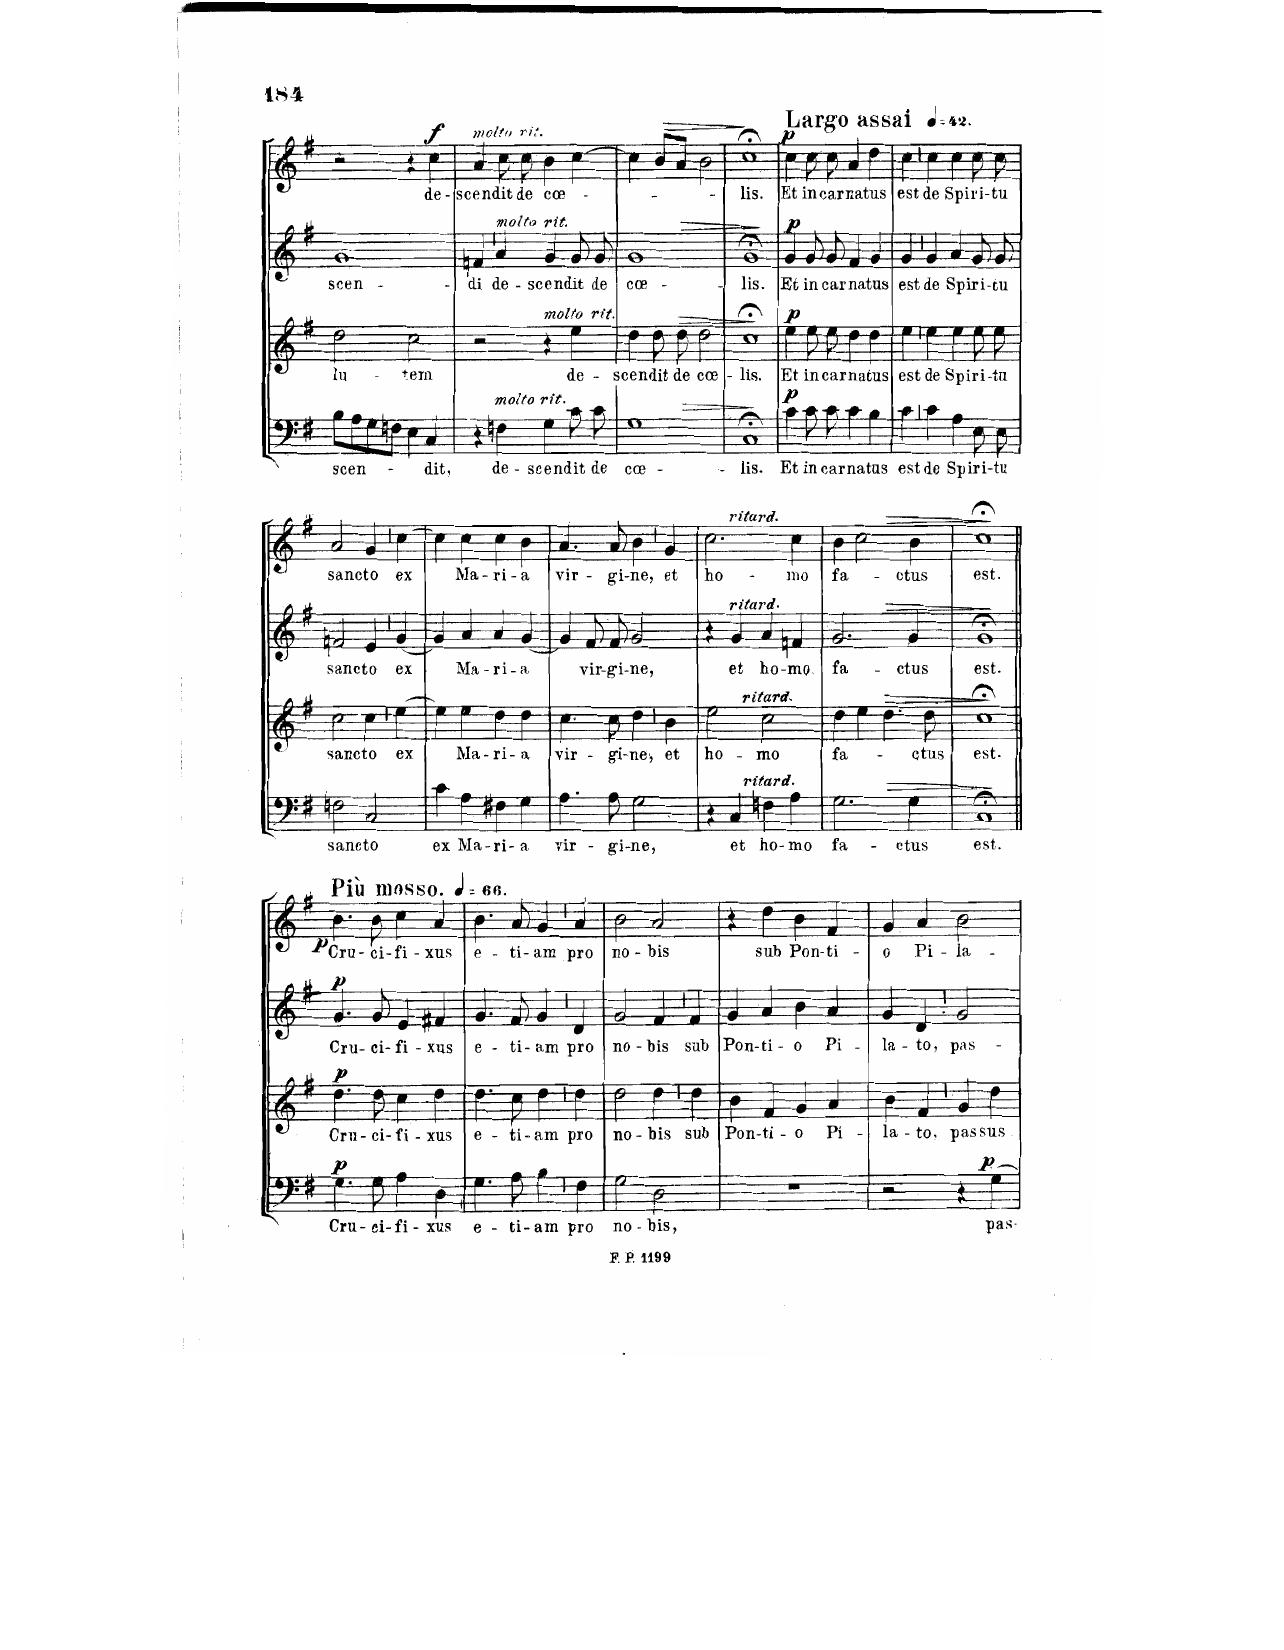 184
Largo assai ♩=42.
f molto rit. p
de-scendit de cœ - - - lis. Et incarnatus est de Spiri-tu
molto rit. p
scen - - di de-scendit de cœ - - lis. Et incarnatus est de Spiri-tu
molto rit. p
lu - tem de-scendit de cœ-lis. Et incarnatus est de Spiri-tu
molto rit. p
scen - dit, de-scendit de cœ - - lis. Et incarnatus est de Spiri-tu
ritard.
sancto ex Ma-ri-a vir-gi-ne, et ho - mo fa - ctus est.
ritard.
sancto ex Ma-ri-a vir-gi-ne, et ho-mo fa - ctus est.
ritard.
sancto ex Ma-ri-a vir-gi-ne, et ho-mo fa - ctus est.
ritard.
sancto ex Ma-ri-a vir-gi-ne, et ho-mo fa - ctus est.
Più mosso. ♩= 66.
p Cru-ci-fi-xus e-ti-am pro no-bis sub Pon-ti-o Pi-la-
p
Cru-ci-fi-xus e-ti-am pro no-bis sub Pon-ti-o Pi-la-to, pas-
p
Cru-ci-fi-xus e-ti-am pro no-bis sub Pon-ti-o Pi-la-to, passus
p p
Cru-ci-fi-xus e-ti-am pro no-bis, pas-
F. P. 1199